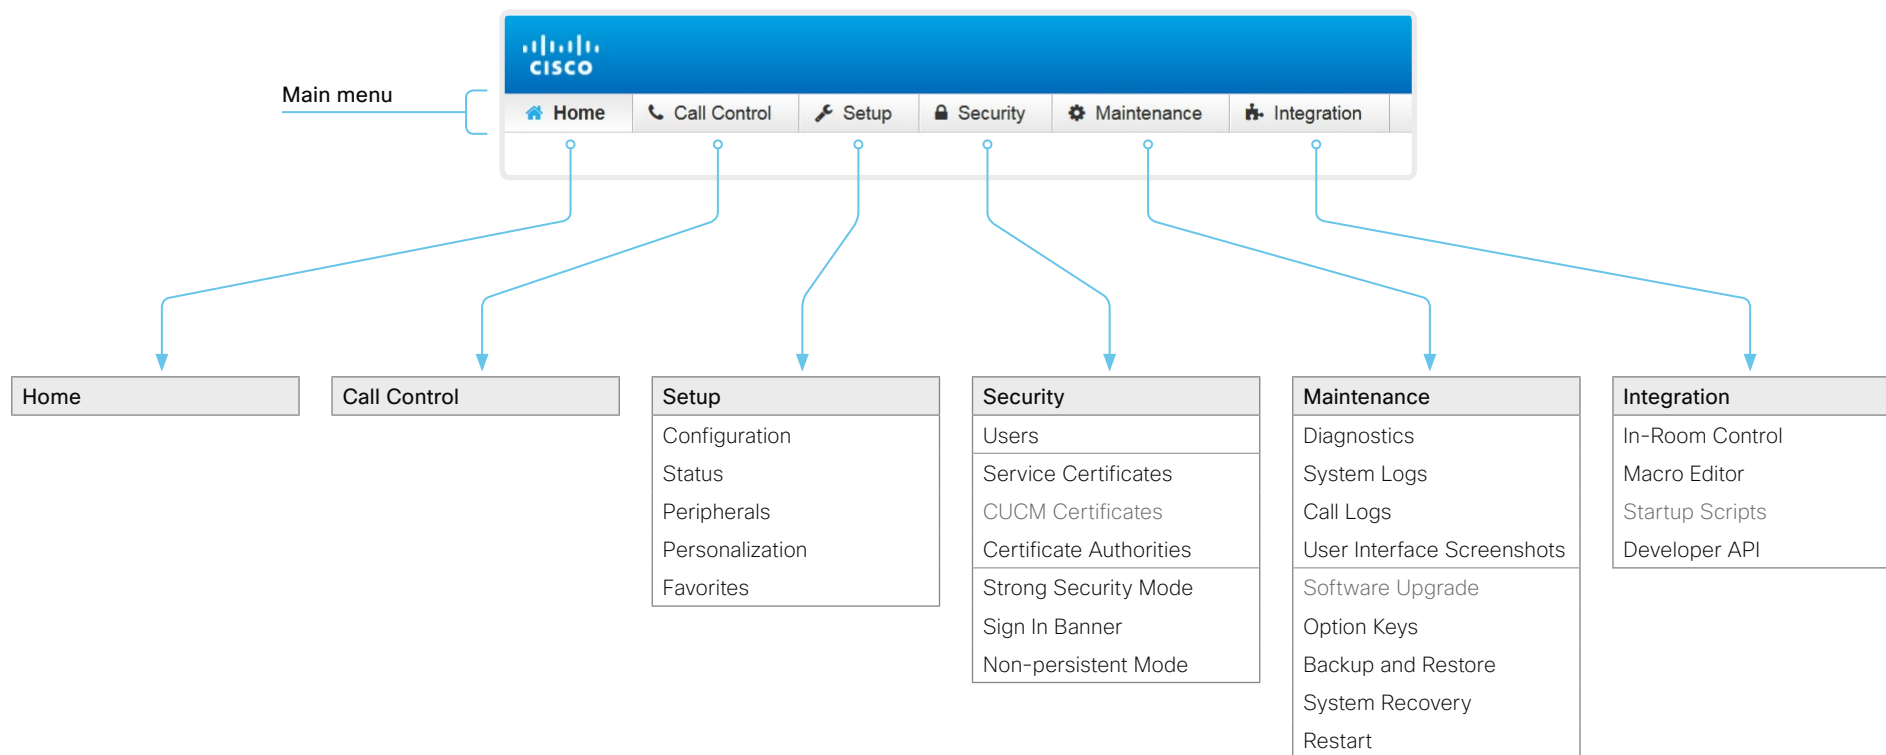 CISCO
Main menu
Home Call Control Setup Security Maintenance Integration
Home
Call Control
Setup
Configuration
Status
Peripherals
Personalization
Favorites
Security
Users
Service Certificates
CUCM Certificates
Certificate Authorities
Strong Security Mode
Sign In Banner
Non-persistent Mode
Maintenance
Diagnostics
System Logs
Call Logs
User Interface Screenshots
Software Upgrade
Option Keys
Backup and Restore
System Recovery
Restart
Integration
In-Room Control
Macro Editor
Startup Scripts
Developer API